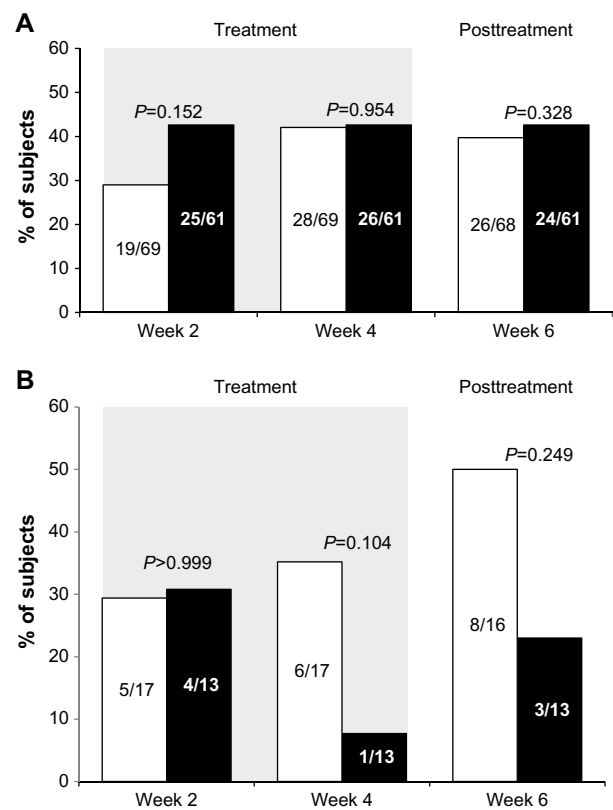 A
Treatment
Posttreatment
60
50
40
30
20
10
0
% of subjects
P=0.152
P=0.954
P=0.328
19/69
25/61
28/69
26/61
26/68
24/61
Week 2
Week 4
Week 6
B
Treatment
Posttreatment
60
50
40
30
20
10
0
% of subjects
P>0.999
P=0.104
P=0.249
5/17
4/13
6/17
1/13
8/16
3/13
Week 2
Week 4
Week 6